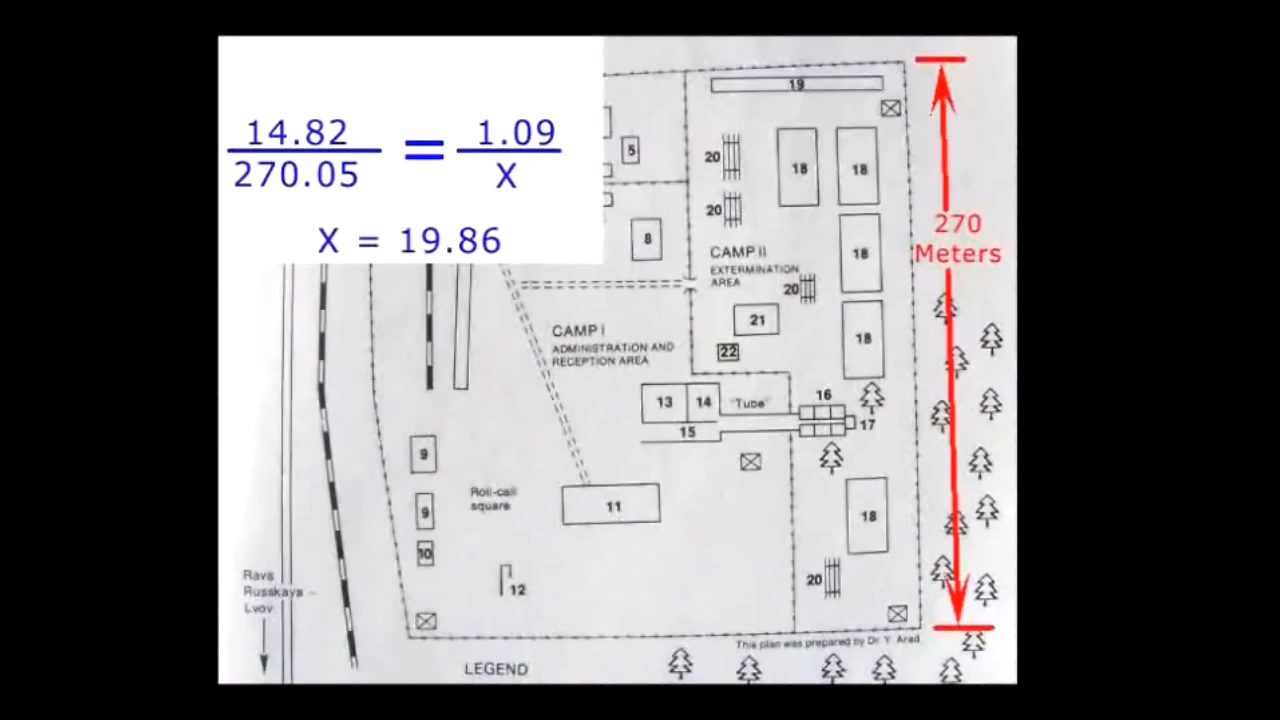 14.82
270.05
=
1.09
X
X = 19.86
19
5
20
18
18
20
8
CAMP II
EXTERMINATION
AREA
18
20
270
Meters
21
22
18
CAMP I
ADMINISTRATION AND
RECEPTION AREA
13
14
"Tube"
16
15
17
9
Roll-call
square
11
9
18
10
12
20
Rava
Russkaya –
Lvov
This plan was prepared by Dr. Y. Arad
LEGEND